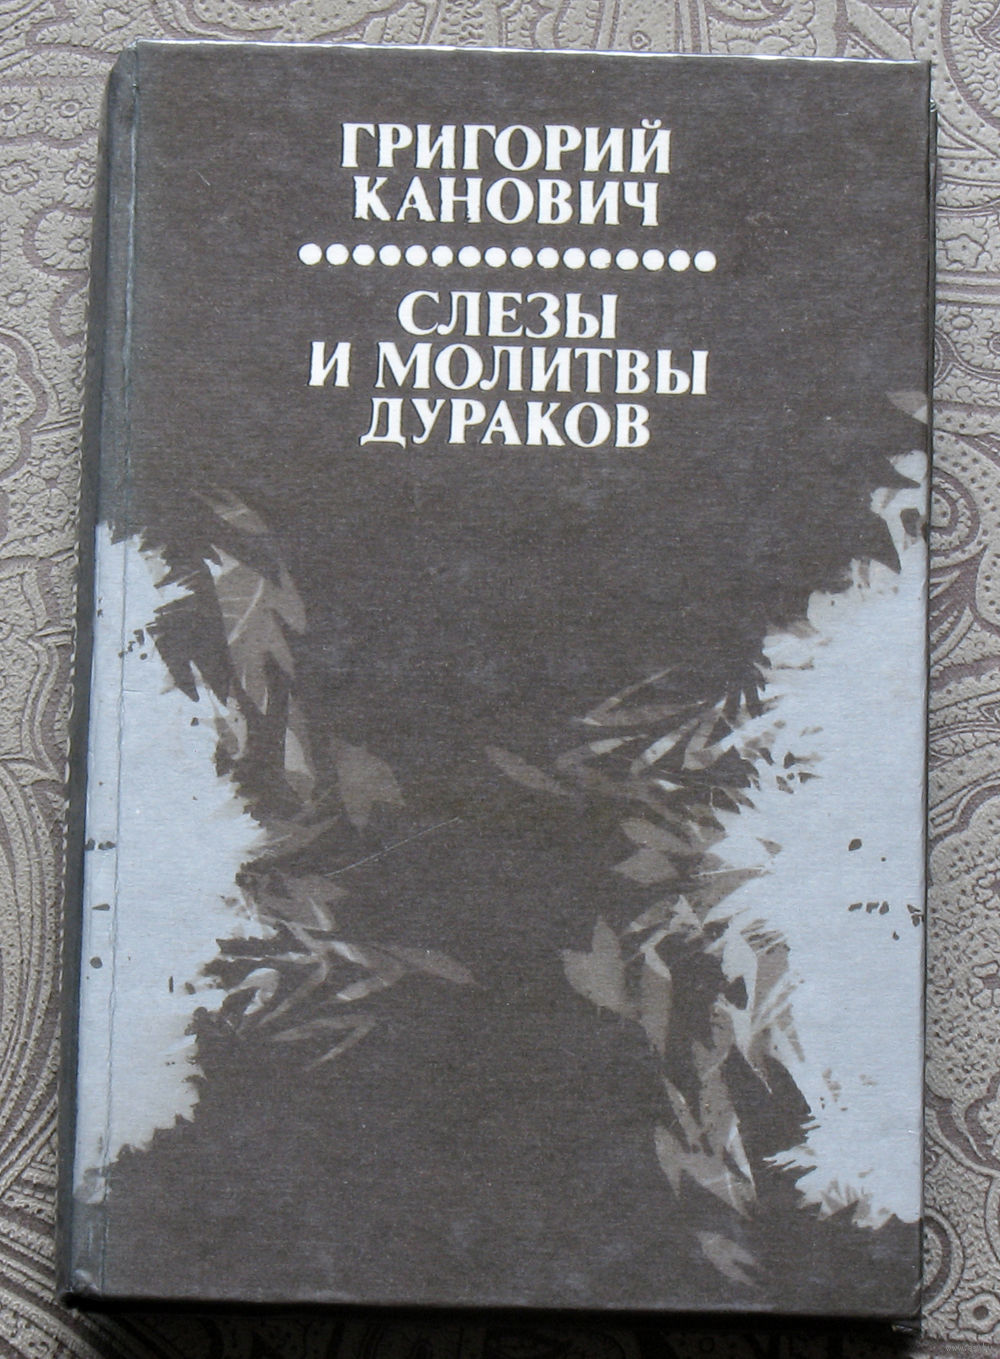 ГРИГОРИЙ
КАНОВИЧ
СЛЕЗЫ
И МОЛИТВЫ
ДУРАКОВ